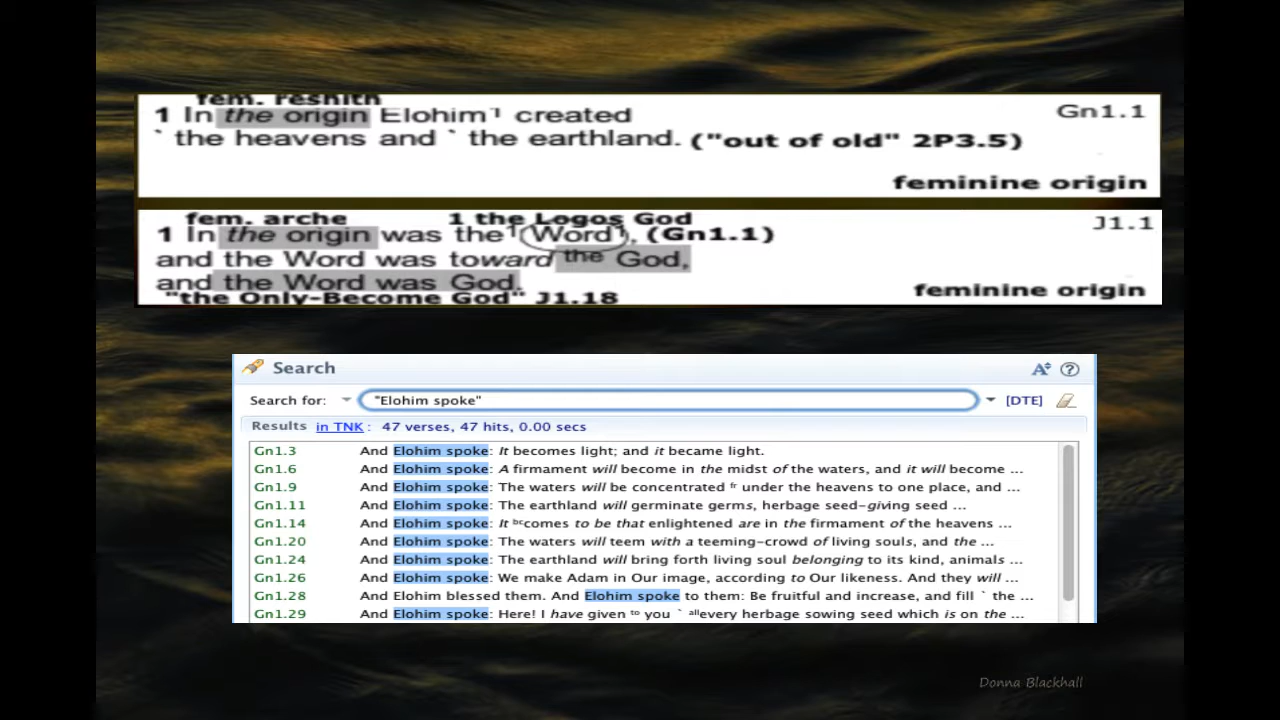 fem. reshith
1 In the origin Elohim¹ created Gn1.1
` the heavens and ` the earthland. ("out of old" 2P3.5)
feminine origin
fem. arche 1 the Logos God
1 In the origin was the¹ (Word¹), (Gn1.1) J1.1
and the Word was toward the God,
and the Word was God.
"the Only-Become God" J1.18 feminine origin
Search
Search for: "Elohim spoke" [DTE]
Results in TNK : 47 verses, 47 hits, 0.00 secs
Gn1.3 And Elohim spoke: It becomes light; and it became light.
Gn1.6 And Elohim spoke: A firmament will become in the midst of the waters, and it will become ...
Gn1.9 And Elohim spoke: The waters will be concentrated fr under the heavens to one place, and ...
Gn1.11 And Elohim spoke: The earthland will germinate germs, herbage seed-giving seed ...
Gn1.14 And Elohim spoke: It bccomes to be that enlightened are in the firmament of the heavens ...
Gn1.20 And Elohim spoke: The waters will teem with a teeming-crowd of living souls, and the ...
Gn1.24 And Elohim spoke: The earthland will bring forth living soul belonging to its kind, animals ...
Gn1.26 And Elohim spoke: We make Adam in Our image, according to Our likeness. And they will ...
Gn1.28 And Elohim blessed them. And Elohim spoke to them: Be fruitful and increase, and fill ` the ...
Gn1.29 And Elohim spoke: Here! I have given to you ` allevery herbage sowing seed which is on the ...
Donna Blackhall